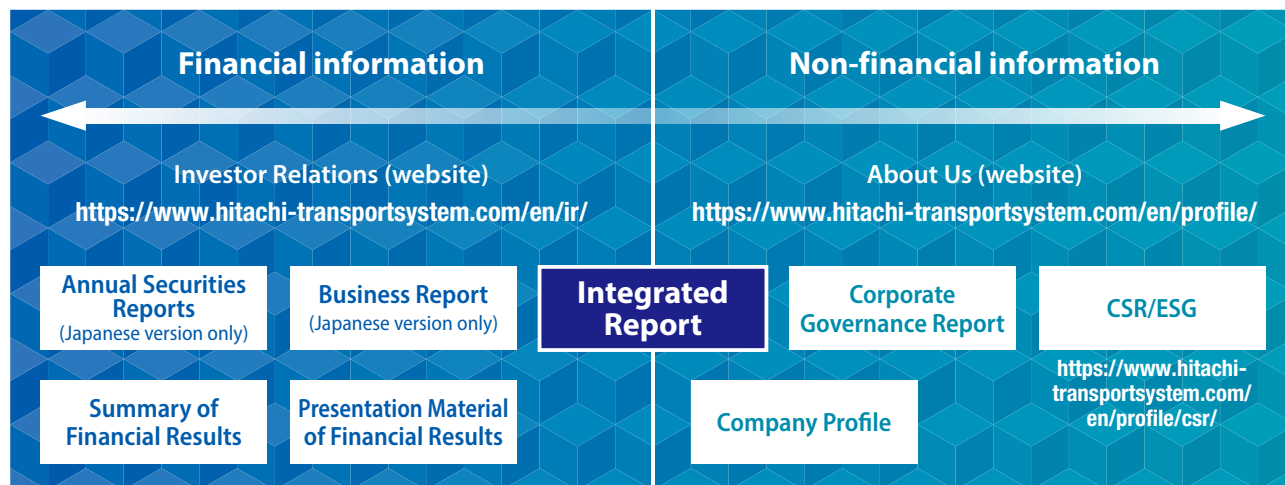 Financial information
Investor Relations (website)
https://www.hitachi-transportsystem.com/en/ir/
Annual Securities
Reports
(Japanese version only)
Business Report
(Japanese version only)
Summary of
Financial Results
Presentation Material
of Financial Results
Integrated
Report
Non-financial information
About Us (website)
https://www.hitachi-transportsystem.com/en/profile/
Corporate
Governance Report
CSR/ESG
https://www.hitachi-
transportsystem.com/
en/profile/csr/
Company Profile